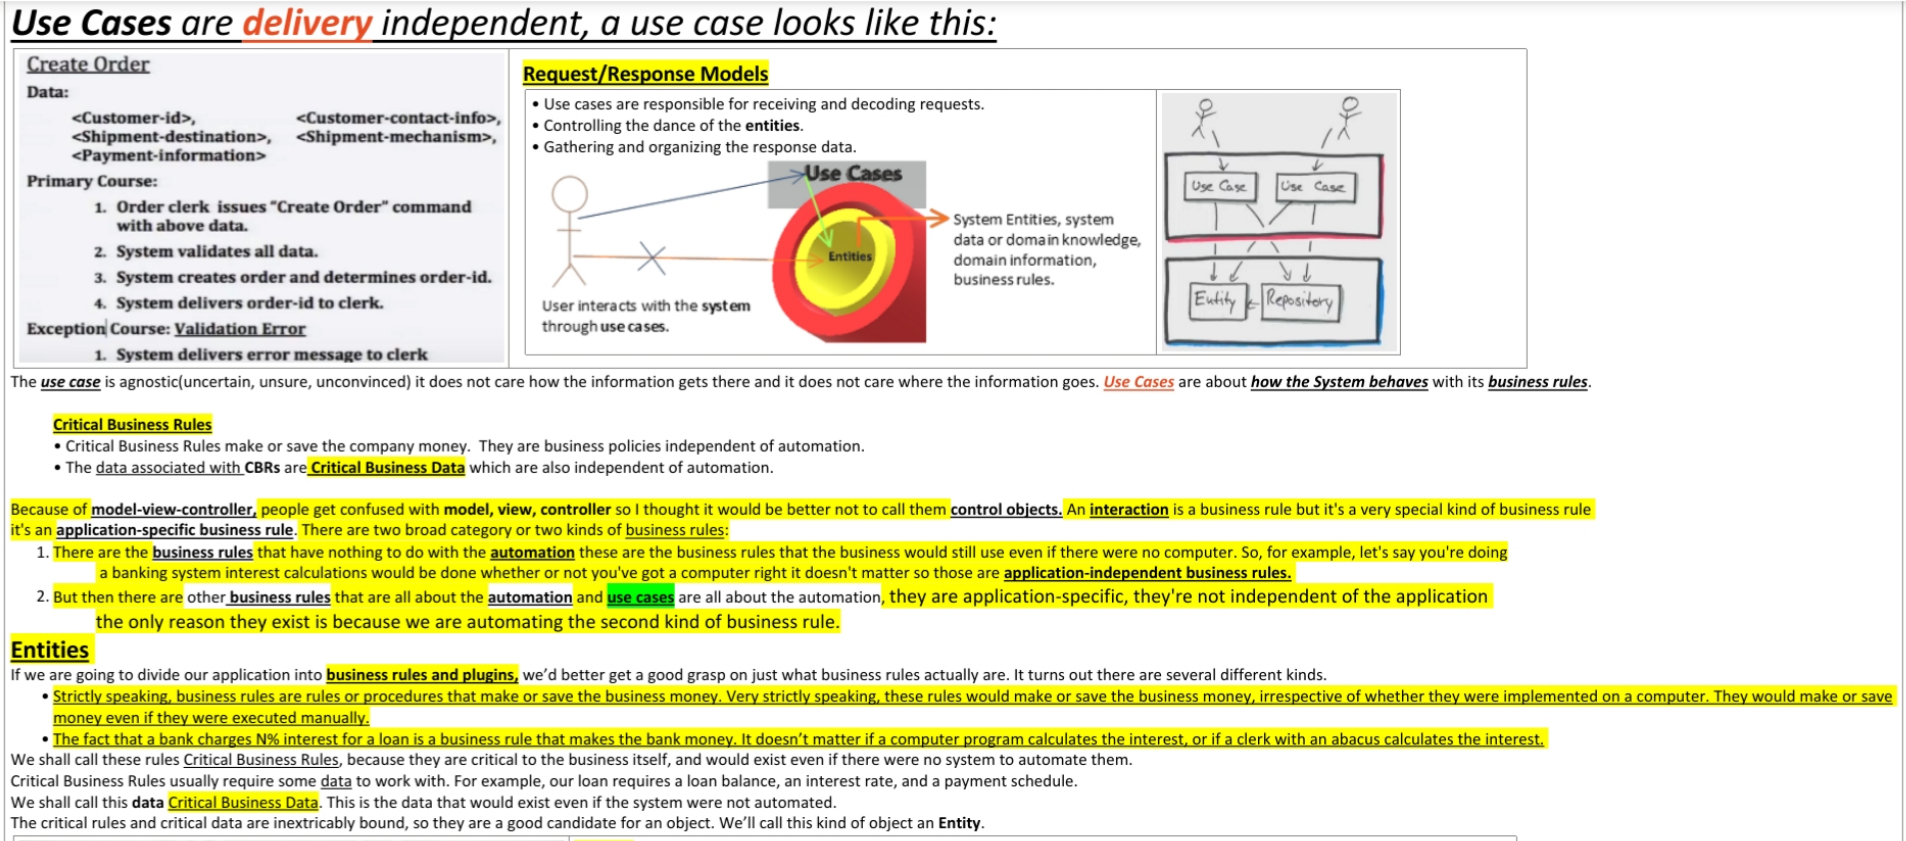 Use Cases are delivery independent, a use case looks like this:
Create Order
Data:
<Customer-id>, <Customer-contact-info>,
<Shipment-destination>, <Shipment-mechanism>,
<Payment-information>
Primary Course:
1. Order clerk issues “Create Order” command
with above data.
2. System validates all data.
3. System creates order and determines order-id.
4. System delivers order-id to clerk.
Exception Course: Validation Error
1. System delivers error message to clerk
Request/Response Models
• Use cases are responsible for receiving and decoding requests.
• Controlling the dance of the entities.
• Gathering and organizing the response data.
Use Cases
Entities
System Entities, system
data or domain knowledge,
domain information,
business rules.
User interacts with the system
through use cases.
Use Case Use Case
Entity Repository
The use case is agnostic(uncertain, unsure, unconvinced) it does not care how the information gets there and it does not care where the information goes. Use Cases are about how the System behaves with its business rules.
Critical Business Rules
• Critical Business Rules make or save the company money. They are business policies independent of automation.
• The data associated with CBRs are Critical Business Data which are also independent of automation.
Because of model-view-controller, people get confused with model, view, controller so I thought it would be better not to call them control objects. An interaction is a business rule but it's a very special kind of business rule
it's an application-specific business rule. There are two broad category or two kinds of business rules:
1. There are the business rules that have nothing to do with the automation these are the business rules that the business would still use even if there were no computer. So, for example, let's say you're doing
a banking system interest calculations would be done whether or not you've got a computer right it doesn't matter so those are application-independent business rules.
2. But then there are other business rules that are all about the automation and use cases are all about the automation, they are application-specific, they're not independent of the application
the only reason they exist is because we are automating the second kind of business rule.
Entities
If we are going to divide our application into business rules and plugins, we’d better get a good grasp on just what business rules actually are. It turns out there are several different kinds.
• Strictly speaking, business rules are rules or procedures that make or save the business money. Very strictly speaking, these rules would make or save the business money, irrespective of whether they were implemented on a computer. They would make or save
money even if they were executed manually.
• The fact that a bank charges N% interest for a loan is a business rule that makes the bank money. It doesn’t matter if a computer program calculates the interest, or if a clerk with an abacus calculates the interest.
We shall call these rules Critical Business Rules, because they are critical to the business itself, and would exist even if there were no system to automate them.
Critical Business Rules usually require some data to work with. For example, our loan requires a loan balance, an interest rate, and a payment schedule.
We shall call this data Critical Business Data. This is the data that would exist even if the system were not automated.
The critical rules and critical data are inextricably bound, so they are a good candidate for an object. We’ll call this kind of object an Entity.